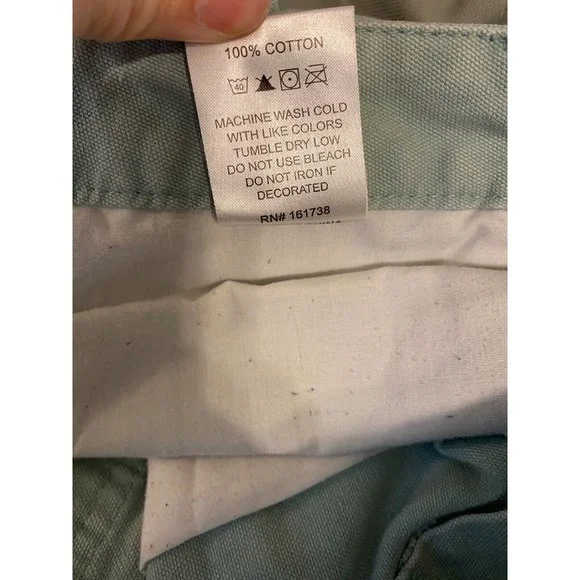 100% COTTON
40
MACHINE WASH COLD
WITH LIKE COLORS
TUMBLE DRY LOW
DO NOT USE BLEACH
DO NOT IRON IF
DECORATED
RN# 161738